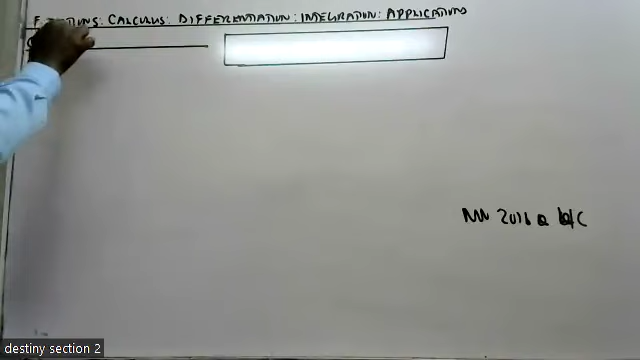 CALCULUS: DIFFERENTIATION: INTEGRATION: APPLICATIONS
2016
destiny section 2